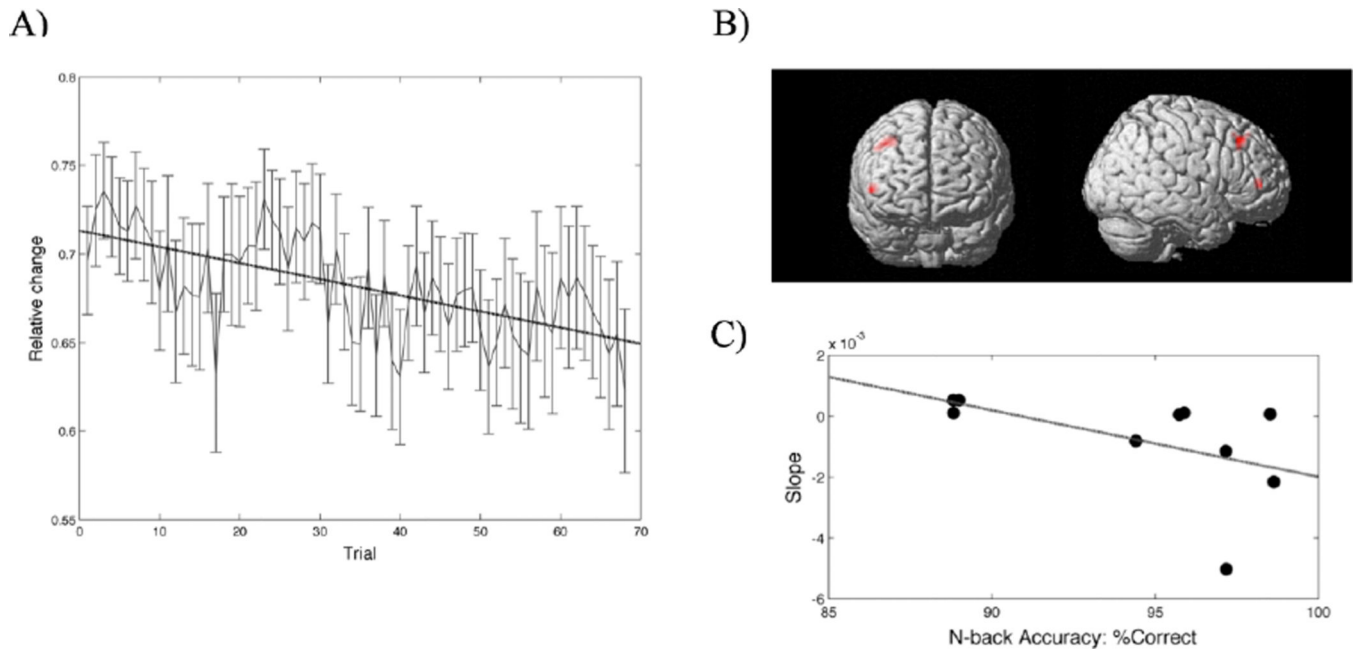 A)
0.8
0.75
0.7
0.65
0.6
0.55
0 10 20 30 40 50 60 70
Relative change
Trial
B)
C)
2 × 10⁻³
0
-2
-4
-6
85 90 95 100
Slope
N-back Accuracy: %Correct